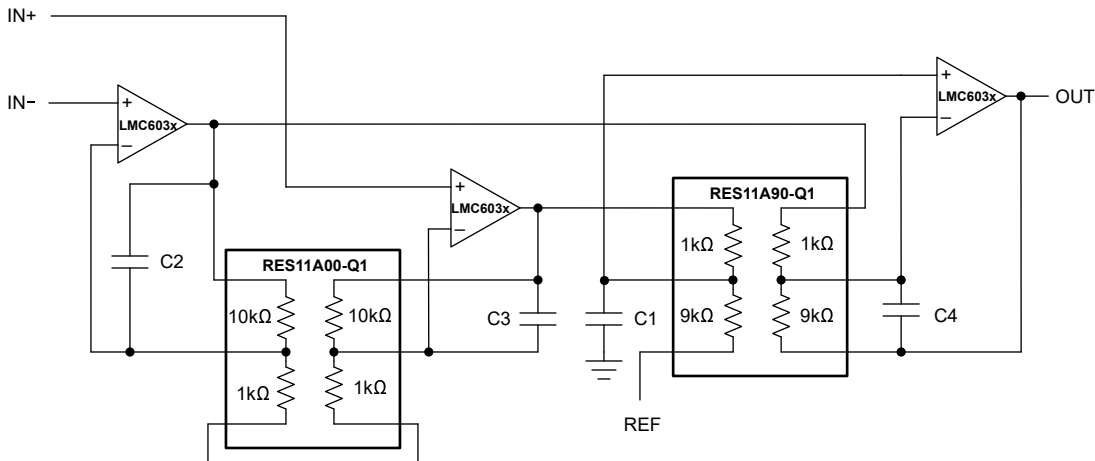 IN+
IN−
+
LMC603x
−
+
LMC603x
−
+
LMC603x
−
OUT
C2
RES11A00-Q1
10kΩ
10kΩ
1kΩ
1kΩ
C3
C1
RES11A90-Q1
1kΩ
1kΩ
9kΩ
9kΩ
C4
REF